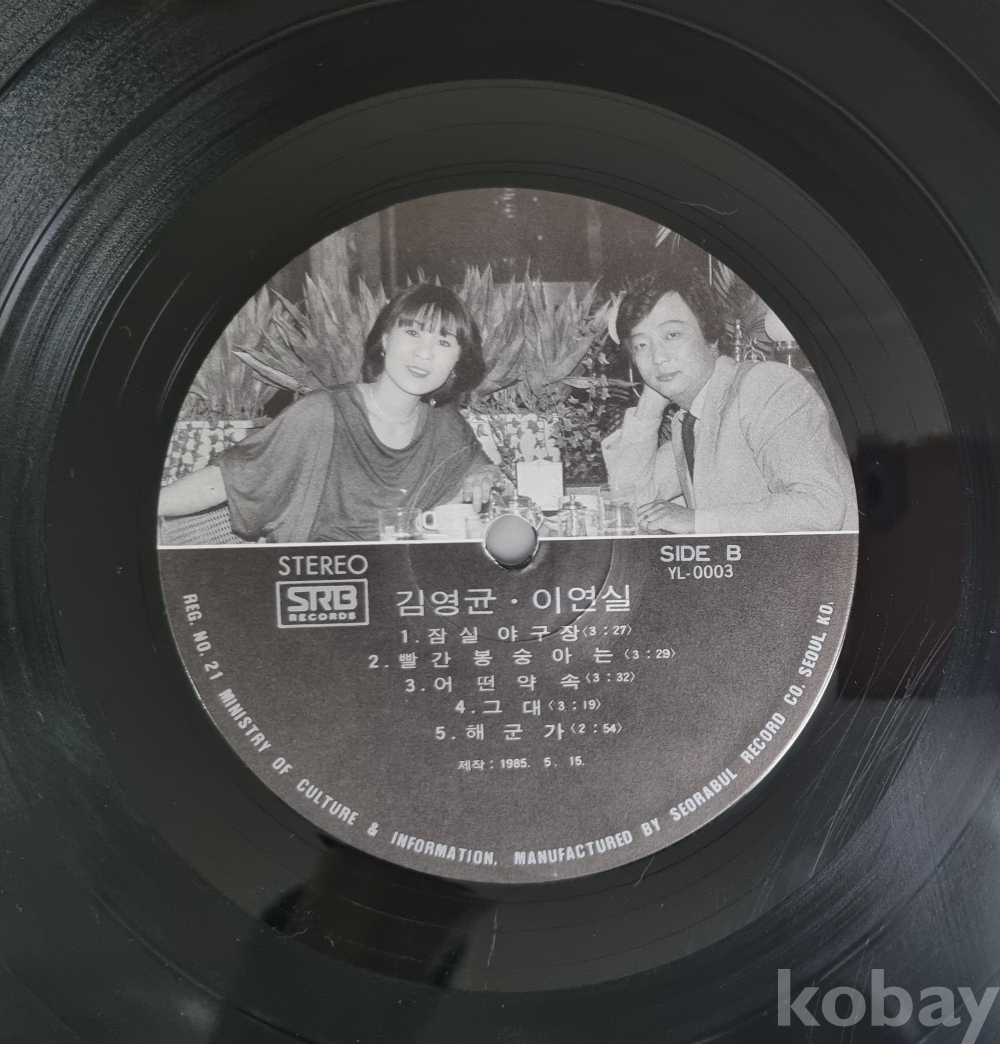 STEREO
SIDE B
YL-0003
SRB
RECORDS
김영균 · 이연실
1. 잠실 야구장〈3 : 27〉
2. 빨간 봉숭아는 〈3 : 29〉
3. 어떤 약속〈3 : 32〉
4. 그대〈3 : 19〉
5. 해군가〈2 : 54〉
제작 : 1985. 5. 15.
REG. NO. 21 MINISTRY OF CULTURE & INFORMATION, MANUFACTURED BY SEORABUL RECORD CO. SEOUL KO.
kobay